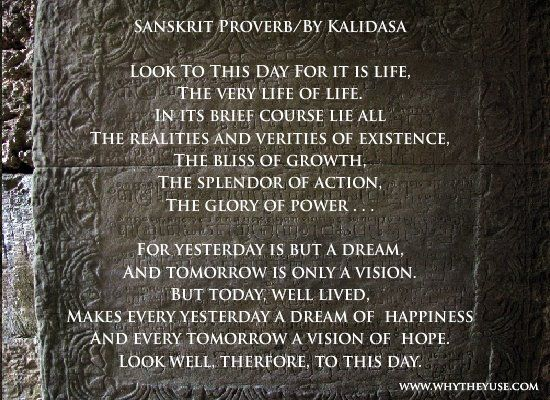 Sanskrit Proverb/By Kalidasa
Look To This Day For it is life,
The very life of life.
In its brief course lie all
The realities and verities of existence,
The bliss of growth,
The splendor of action,
The glory of power . . .
For yesterday is but a dream,
And tomorrow is only a vision.
But today, well lived,
Makes every yesterday a dream of happiness
And every tomorrow a vision of hope.
Look well, therfore, to this day.
www.whytheyuse.com